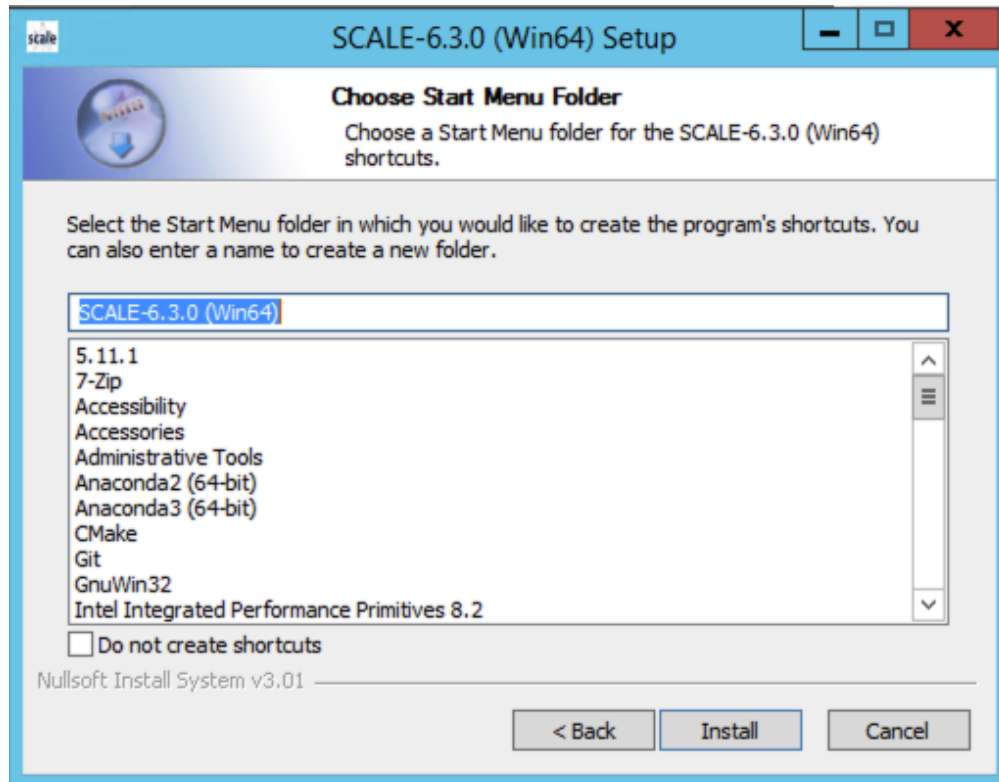 scale
SCALE-6.3.0 (Win64) Setup
Choose Start Menu Folder
Choose a Start Menu folder for the SCALE-6.3.0 (Win64)
shortcuts.
Select the Start Menu folder in which you would like to create the program's shortcuts. You
can also enter a name to create a new folder.
SCALE-6.3.0 (Win64)
5.11.1
7-Zip
Accessibility
Accessories
Administrative Tools
Anaconda2 (64-bit)
Anaconda3 (64-bit)
CMake
Git
GnuWin32
Intel Integrated Performance Primitives 8.2
Do not create shortcuts
Nullsoft Install System v3.01
< Back
Install
Cancel